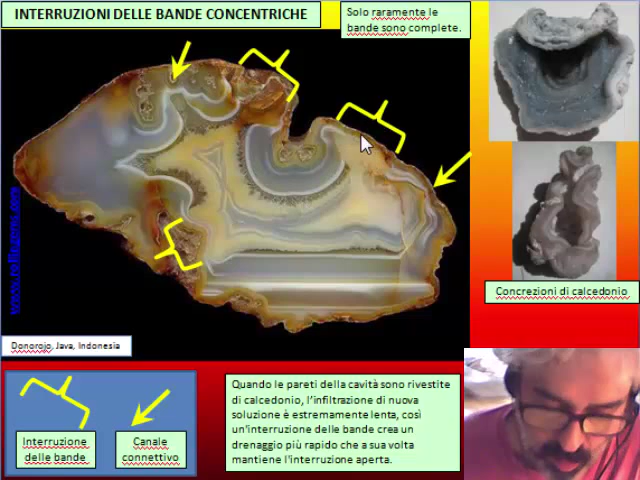 INTERRUZIONI DELLE BANDE CONCENTRICHE
Solo raramente le
bande sono complete.
Concrezioni di calcedonio
Donorojo, Java, Indonesia
Interruzione
delle bande
Canale
connettivo
Quando le pareti della cavità sono rivestite
di calcedonio, l'infiltrazione di nuova
soluzione è estremamente lenta, così
un'interruzione delle bande crea un
drenaggio più rapido che a sua volta
mantiene l'interruzione aperta.